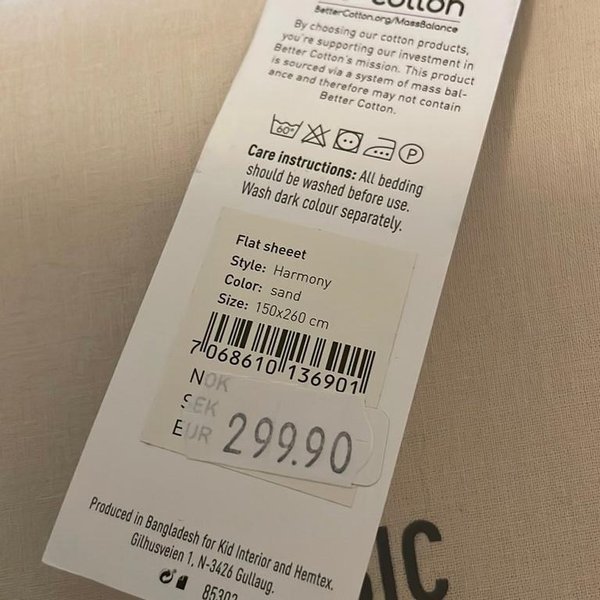 cotton
BetterCotton.org/MassBalance
By choosing our cotton products,
you're supporting our investment in
Better Cotton's mission. This product
is sourced via a system of mass bal-
ance and therefore may not contain
Better Cotton.
60°
P
Care instructions: All bedding
should be washed before use.
Wash dark colour separately.
Flat sheeet
Style: Harmony
Color: sand
Size: 150x260 cm
7 068610 136901
NOK
SEK
EUR
299.90
Produced in Bangladesh for Kid Interior and Hemtex.
Gilhusveien 1, N-3426 Gullaug.
85302